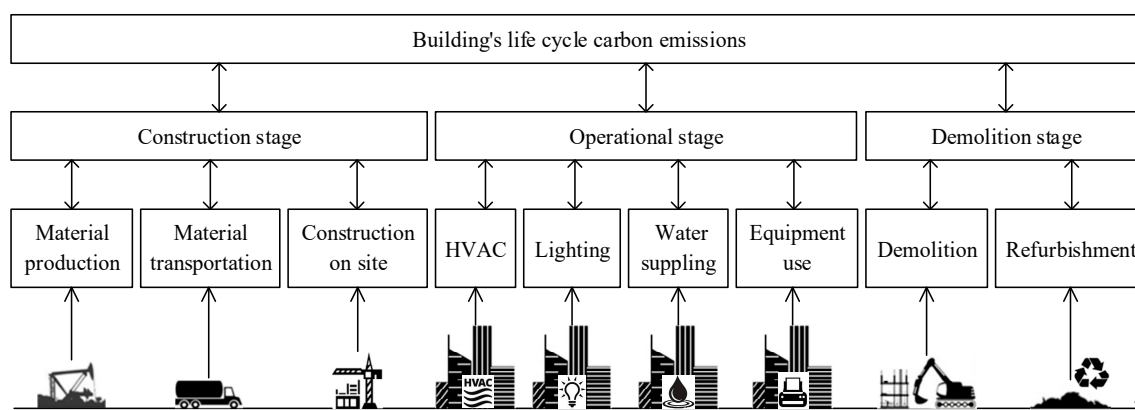 Building's life cycle carbon emissions
Construction stage
Operational stage
Demolition stage
Material
production
Material
transportation
Construction
on site
HVAC
Lighting
Water
suppling
Equipment
use
Demolition
Refurbishment
HVAC